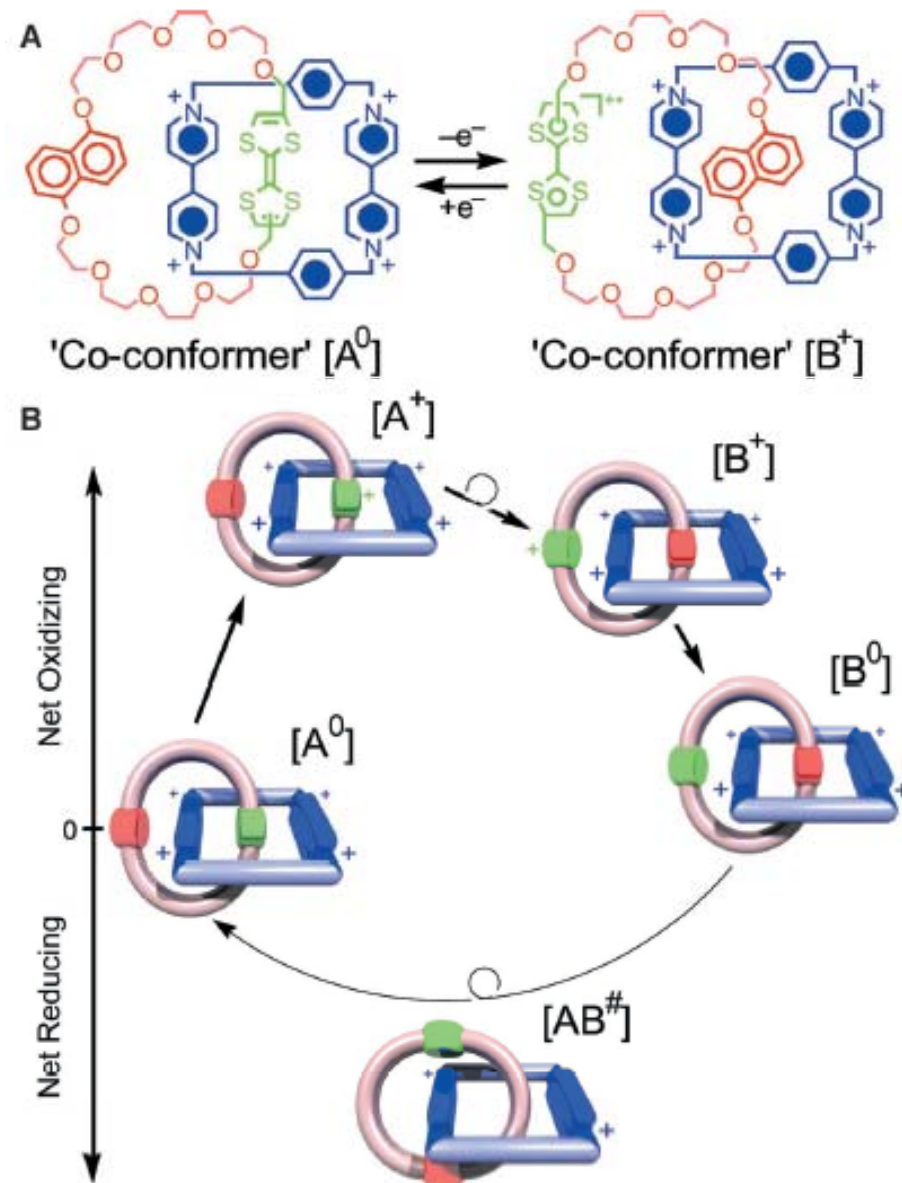 A
O O O O O O
+ N N +
S S
S S
–e⁻
+e⁻
O O O O
+ N N +
++
O O O O
+ N N +
S S
S S
O O O O
+ N N +
'Co-conformer' [A⁰]
'Co-conformer' [B⁺]
B
[A⁺]
[B⁺]
[B⁰]
[A⁰]
[AB#]
Net Oxidizing
0
Net Reducing